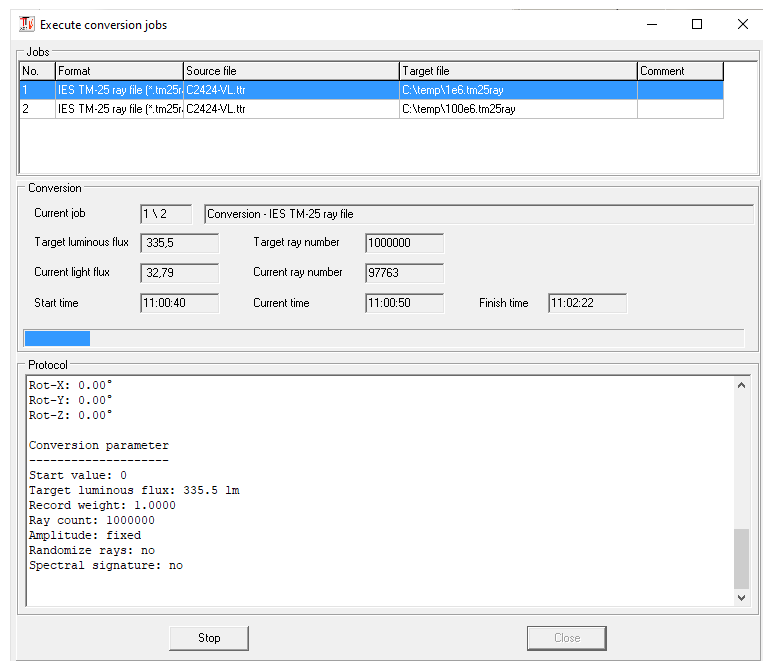 Execute conversion jobs
Jobs
No. Format Source file Target file Comment
1 IES TM-25 ray file (*.tm25r C2424-VL.ttr C:\temp\1e6.tm25ray
2 IES TM-25 ray file (*.tm25r C2424-VL.ttr C:\temp\100e6.tm25ray
Conversion
Current job 1 \ 2 Conversion - IES TM-25 ray file
Target luminous flux 335,5 Target ray number 1000000
Current light flux 32,79 Current ray number 97763
Start time 11:00:40 Current time 11:00:50 Finish time 11:02:22
Protocol
Rot-X: 0.00°
Rot-Y: 0.00°
Rot-Z: 0.00°
Conversion parameter
--------------------
Start value: 0
Target luminous flux: 335.5 lm
Record weight: 1.0000
Ray count: 1000000
Amplitude: fixed
Randomize rays: no
Spectral signature: no
Stop Close